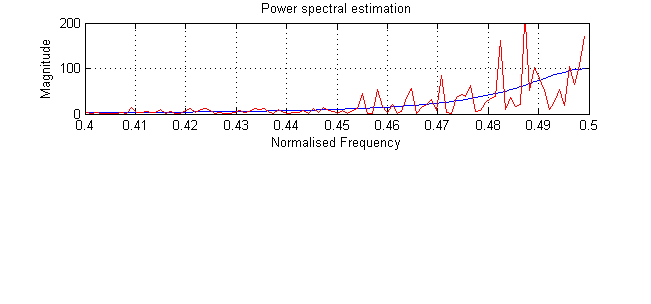 Power spectral estimation
200
100
0
Magnitude
0.4 0.41 0.42 0.43 0.44 0.45 0.46 0.47 0.48 0.49 0.5
Normalised Frequency